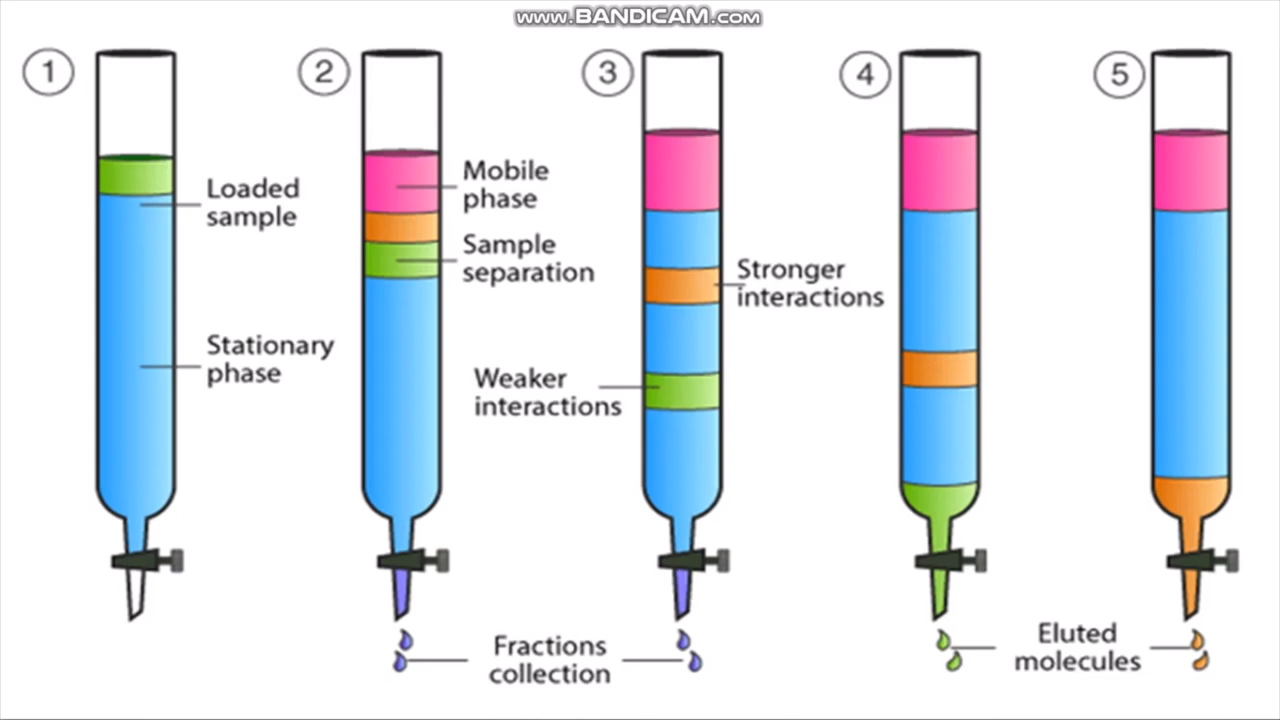 www.BANDICAM.com
1
2
3
4
5
Loaded
sample
Stationary
phase
Mobile
phase
Sample
separation
Stronger
interactions
Weaker
interactions
Fractions
collection
Eluted
molecules